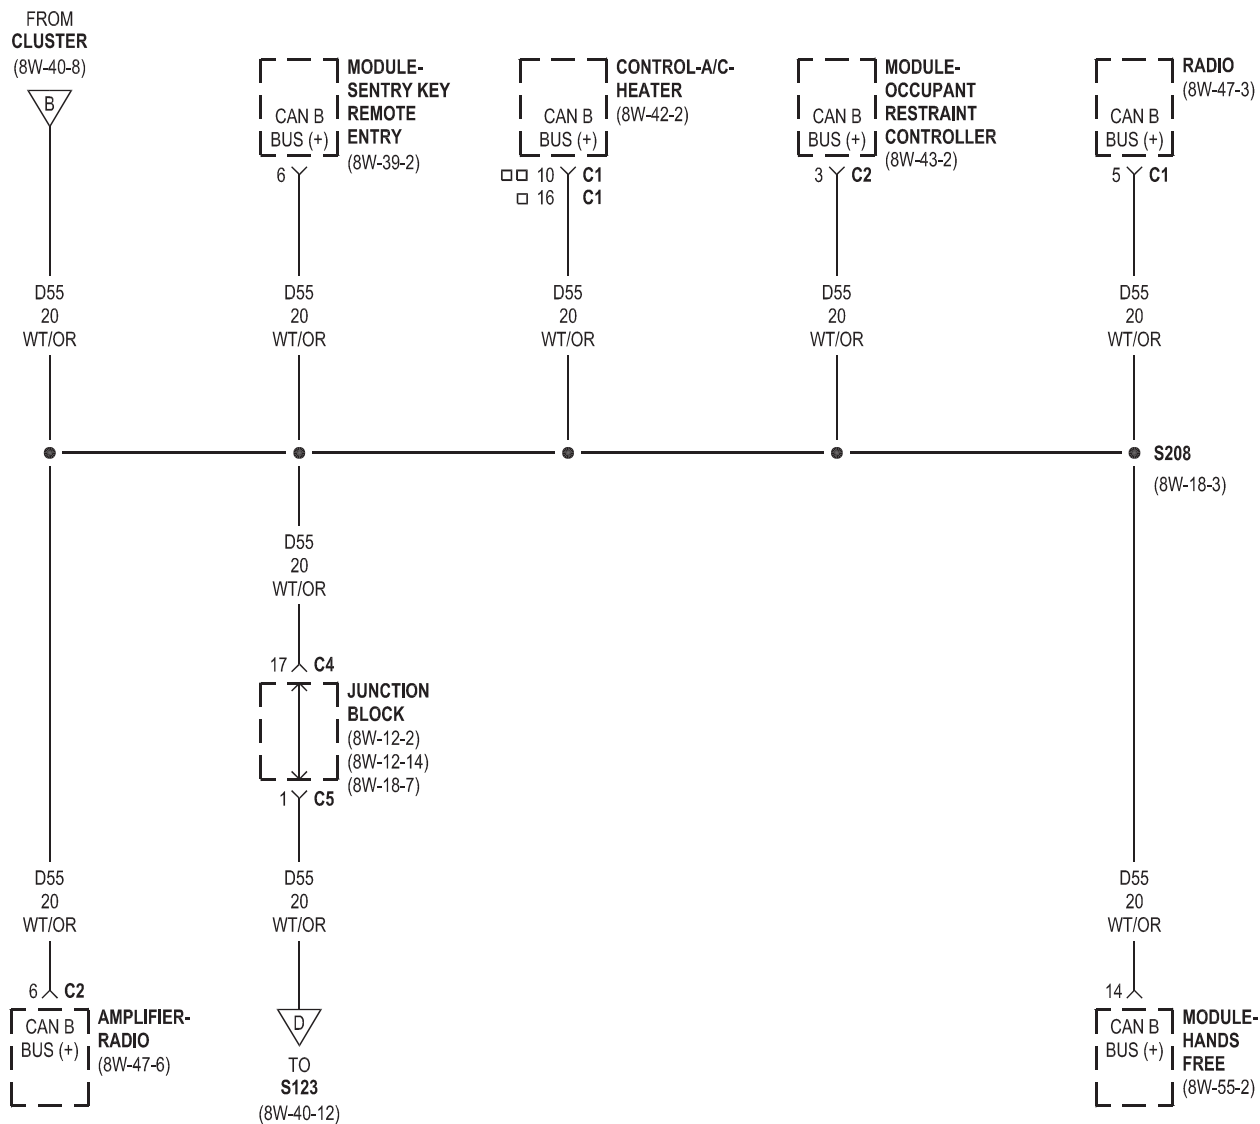 FROM
CLUSTER
(8W-40-8)
B
MODULE-
SENTRY KEY
REMOTE
ENTRY
(8W-39-2)
CAN B
BUS (+)
6
CONTROL-A/C-
HEATER
(8W-42-2)
CAN B
BUS (+)
10 C1
16 C1
MODULE-
OCCUPANT
RESTRAINT
CONTROLLER
(8W-43-2)
CAN B
BUS (+)
3 C2
RADIO
(8W-47-3)
CAN B
BUS (+)
5 C1
D55
20
WT/OR
D55
20
WT/OR
D55
20
WT/OR
D55
20
WT/OR
D55
20
WT/OR
S208
(8W-18-3)
D55
20
WT/OR
17 C4
JUNCTION
BLOCK
(8W-12-2)
(8W-12-14)
(8W-18-7)
1 C5
D55
20
WT/OR
D55
20
WT/OR
D55
20
WT/OR
6 C2
CAN B
BUS (+)
AMPLIFIER-
RADIO
(8W-47-6)
D
TO
S123
(8W-40-12)
14
CAN B
BUS (+)
MODULE-
HANDS
FREE
(8W-55-2)